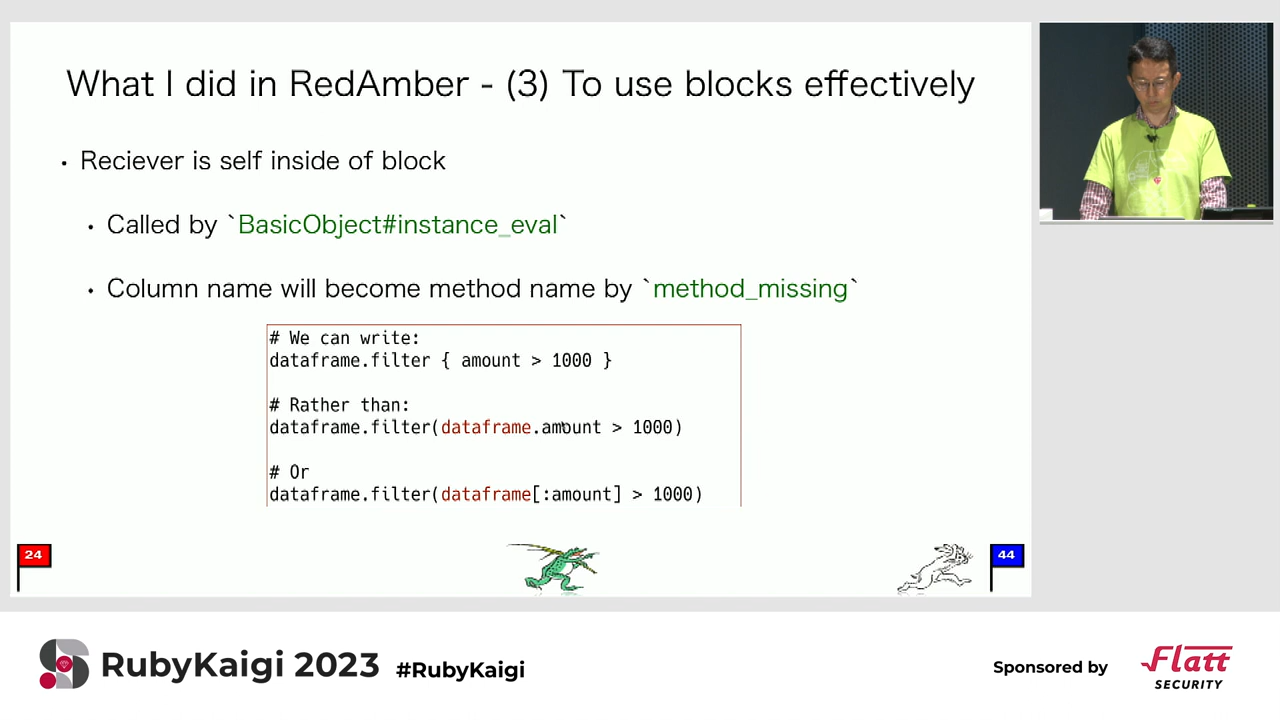 What I did in RedAmber - (3) To use blocks effectively
• Reciever is self inside of block
• Called by `BasicObject#instance_eval`
• Column name will become method name by `method_missing`
# We can write:
dataframe.filter { amount > 1000 }
# Rather than:
dataframe.filter(dataframe.amount > 1000)
# Or
dataframe.filter(dataframe[:amount] > 1000)
24
44
RubyKaigi 2023 #RubyKaigi
Sponsored by
Flatt
SECURITY